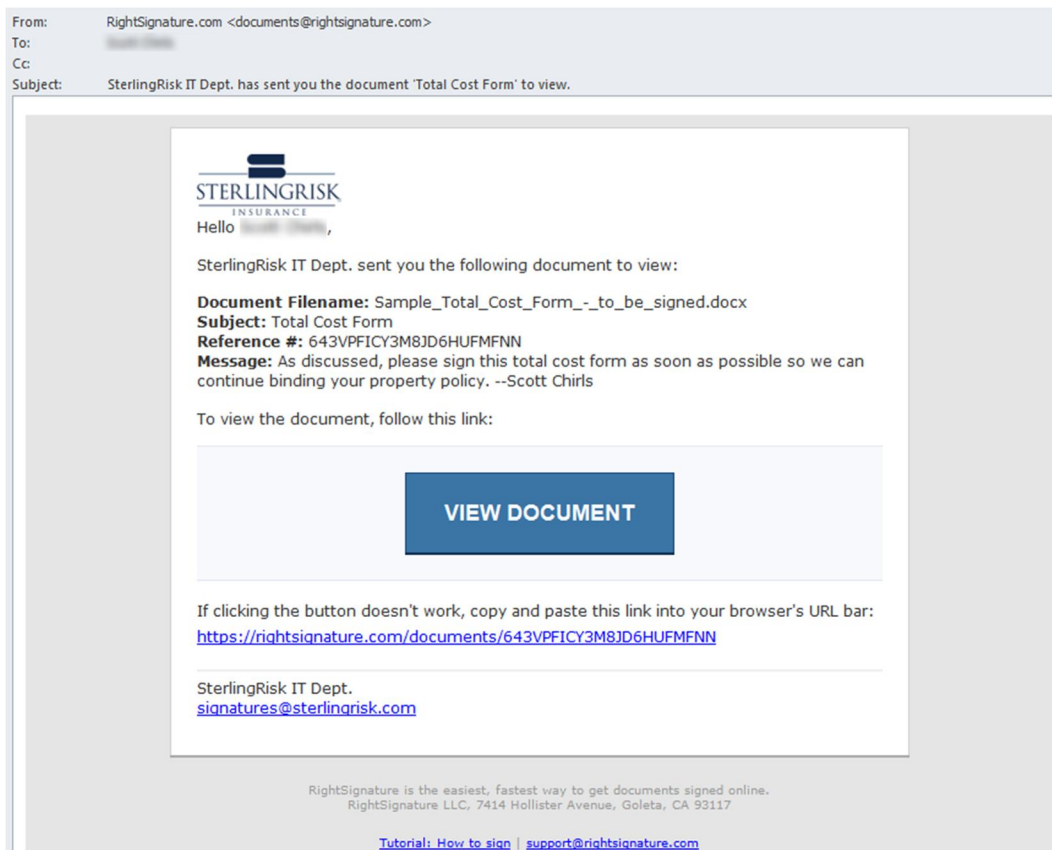 From: RightSignature.com <documents@rightsignature.com>
To:
Cc:
Subject: SterlingRisk IT Dept. has sent you the document 'Total Cost Form' to view.
STERLINGRISK
INSURANCE
Hello ,
SterlingRisk IT Dept. sent you the following document to view:
Document Filename: Sample_Total_Cost_Form_-_to_be_signed.docx
Subject: Total Cost Form
Reference #: 643VPFICY3M8JD6HUFMFNN
Message: As discussed, please sign this total cost form as soon as possible so we can
continue binding your property policy. --Scott Chirls
To view the document, follow this link:
VIEW DOCUMENT
If clicking the button doesn't work, copy and paste this link into your browser's URL bar:
https://rightsignature.com/documents/643VPFICY3M8JD6HUFMFNN
SterlingRisk IT Dept.
signatures@sterlingrisk.com
RightSignature is the easiest, fastest way to get documents signed online.
RightSignature LLC, 7414 Hollister Avenue, Goleta, CA 93117
Tutorial: How to sign | support@rightsignature.com